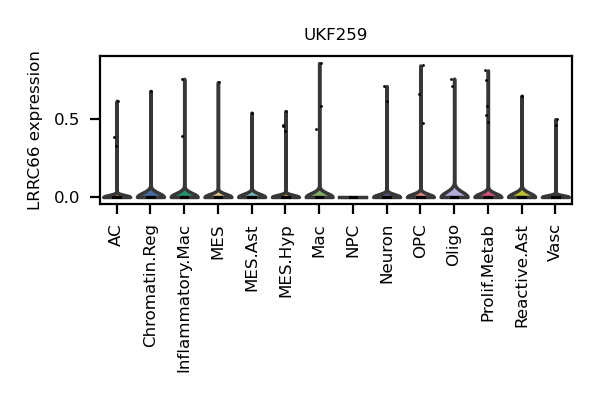 UKF259
LRRC66 expression
0.5
0.0
AC
Chromatin.Reg
Inflammatory.Mac
MES
MES.Ast
MES.Hyp
Mac
NPC
Neuron
OPC
Oligo
Prolif.Metab
Reactive.Ast
Vasc